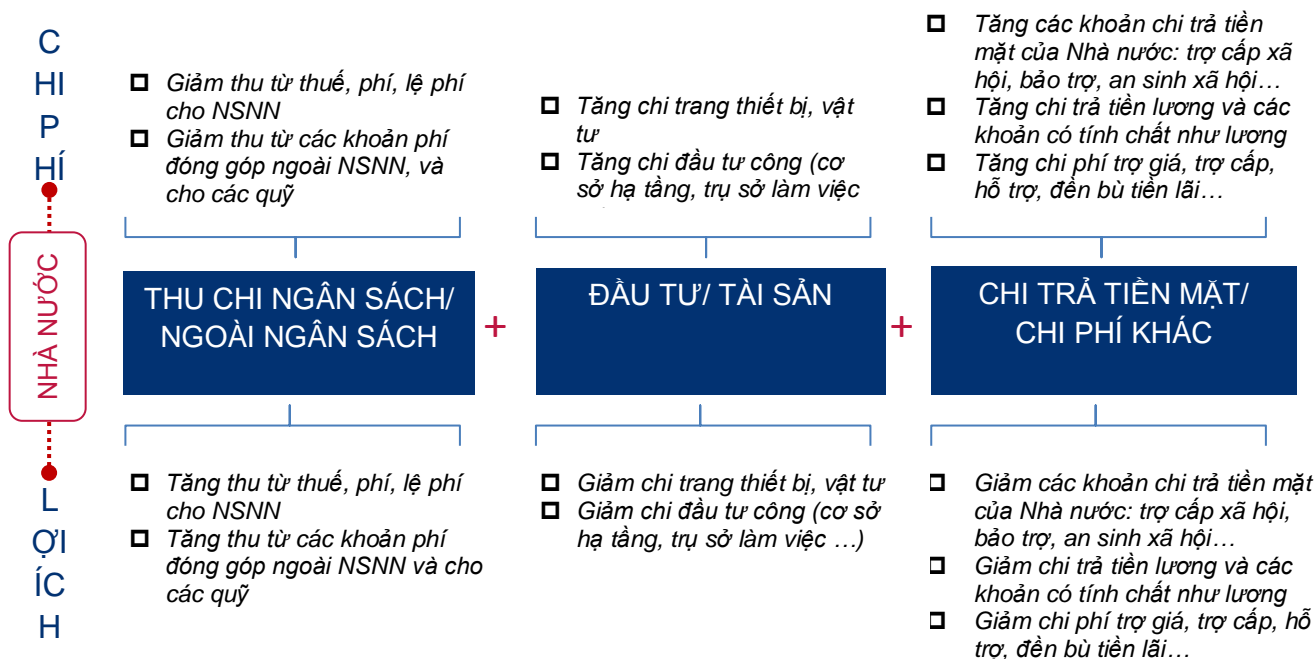 C
HI
P
HÍ
Giảm thu từ thuế, phí, lệ phí
cho NSNN
Giảm thu từ các khoản phí
đóng góp ngoài NSNN, và
cho các quỹ
Tăng chi trang thiết bị, vật
tư
Tăng chi đầu tư công (cơ
sở hạ tầng, trụ sở làm việc
Tăng các khoản chi trả tiền
mặt của Nhà nước: trợ cấp xã
hội, bảo trợ, an sinh xã hội…
Tăng chi trả tiền lương và các
khoản có tính chất như lương
Tăng chi phí trợ giá, trợ cấp,
hỗ trợ, đền bù tiền lãi…
NHÀ NƯỚC
THU CHI NGÂN SÁCH/
NGOÀI NGÂN SÁCH
+
ĐẦU TƯ/ TÀI SẢN
+
CHI TRẢ TIỀN MẶT/
CHI PHÍ KHÁC
L
ỢI
ÍC
H
Tăng thu từ thuế, phí, lệ phí
cho NSNN
Tăng thu từ các khoản phí
đóng góp ngoài NSNN và cho
các quỹ
Giảm chi trang thiết bị, vật tư
Giảm chi đầu tư công (cơ sở
hạ tầng, trụ sở làm việc …)
Giảm các khoản chi trả tiền mặt
của Nhà nước: trợ cấp xã hội,
bảo trợ, an sinh xã hội…
Giảm chi trả tiền lương và các
khoản có tính chất như lương
Giảm chi phí trợ giá, trợ cấp, hỗ
trợ, đền bù tiền lãi…